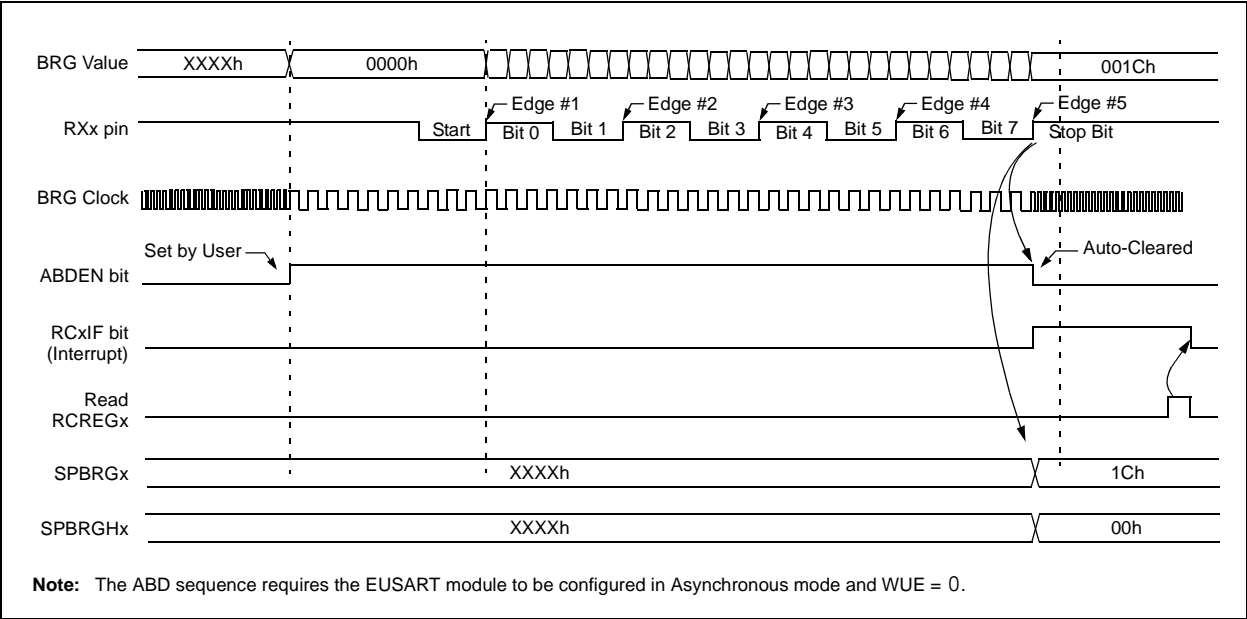 BRG Value XXXXh 0000h 001Ch
Edge #1 Edge #2 Edge #3 Edge #4 Edge #5
RXx pin Start Bit 0 Bit 1 Bit 2 Bit 3 Bit 4 Bit 5 Bit 6 Bit 7 Stop Bit
BRG Clock
Set by User Auto-Cleared
ABDEN bit
RCxIF bit
(Interrupt)
Read
RCREGx
SPBRGx XXXXh 1Ch
SPBRGHx XXXXh 00h
Note: The ABD sequence requires the EUSART module to be configured in Asynchronous mode and WUE = 0.